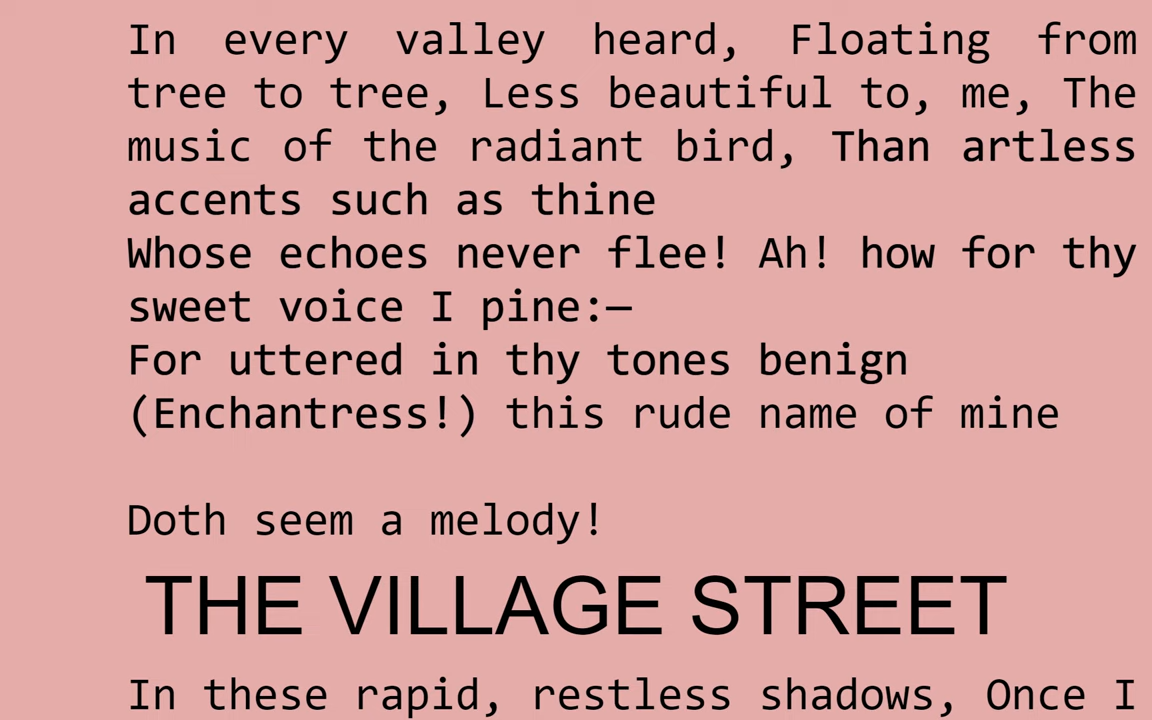 In every valley heard, Floating from
tree to tree, Less beautiful to, me, The
music of the radiant bird, Than artless
accents such as thine
Whose echoes never flee! Ah! how for thy
sweet voice I pine:—
For uttered in thy tones benign
(Enchantress!) this rude name of mine
Doth seem a melody!
THE VILLAGE STREET
In these rapid, restless shadows, Once I